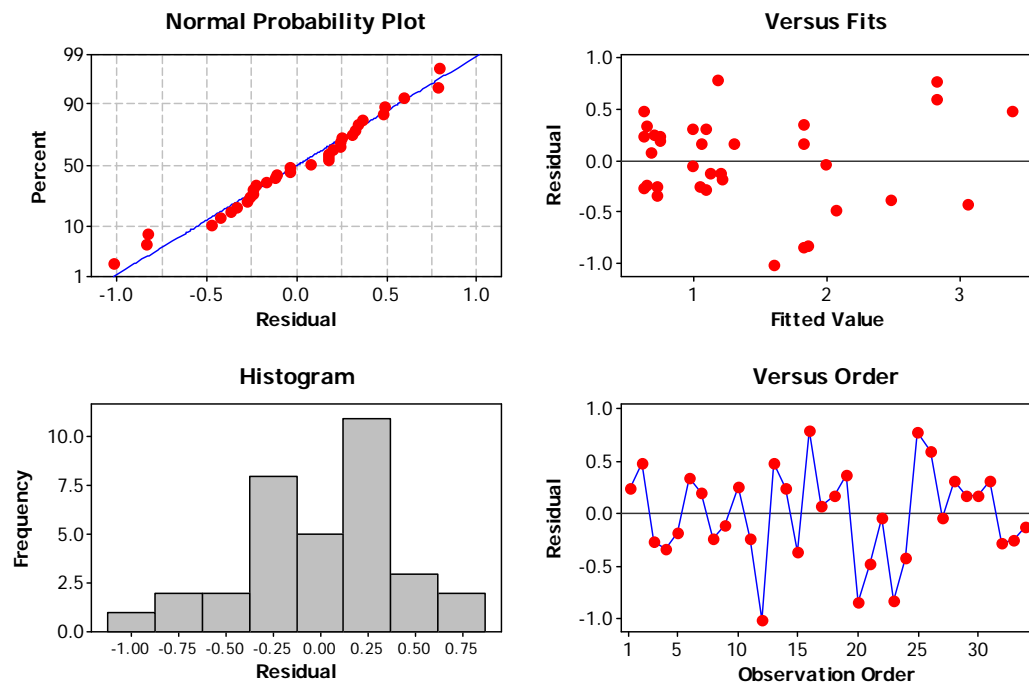 Normal Probability Plot
99
90
50
10
1
Percent
-1.0 -0.5 0.0 0.5 1.0
Residual
Versus Fits
1.0
0.5
0.0
-0.5
-1.0
Residual
1 2 3
Fitted Value
Histogram
10.0
7.5
5.0
2.5
0.0
Frequency
-1.00 -0.75 -0.50 -0.25 0.00 0.25 0.50 0.75
Residual
Versus Order
1.0
0.5
0.0
-0.5
-1.0
Residual
1 5 10 15 20 25 30
Observation Order